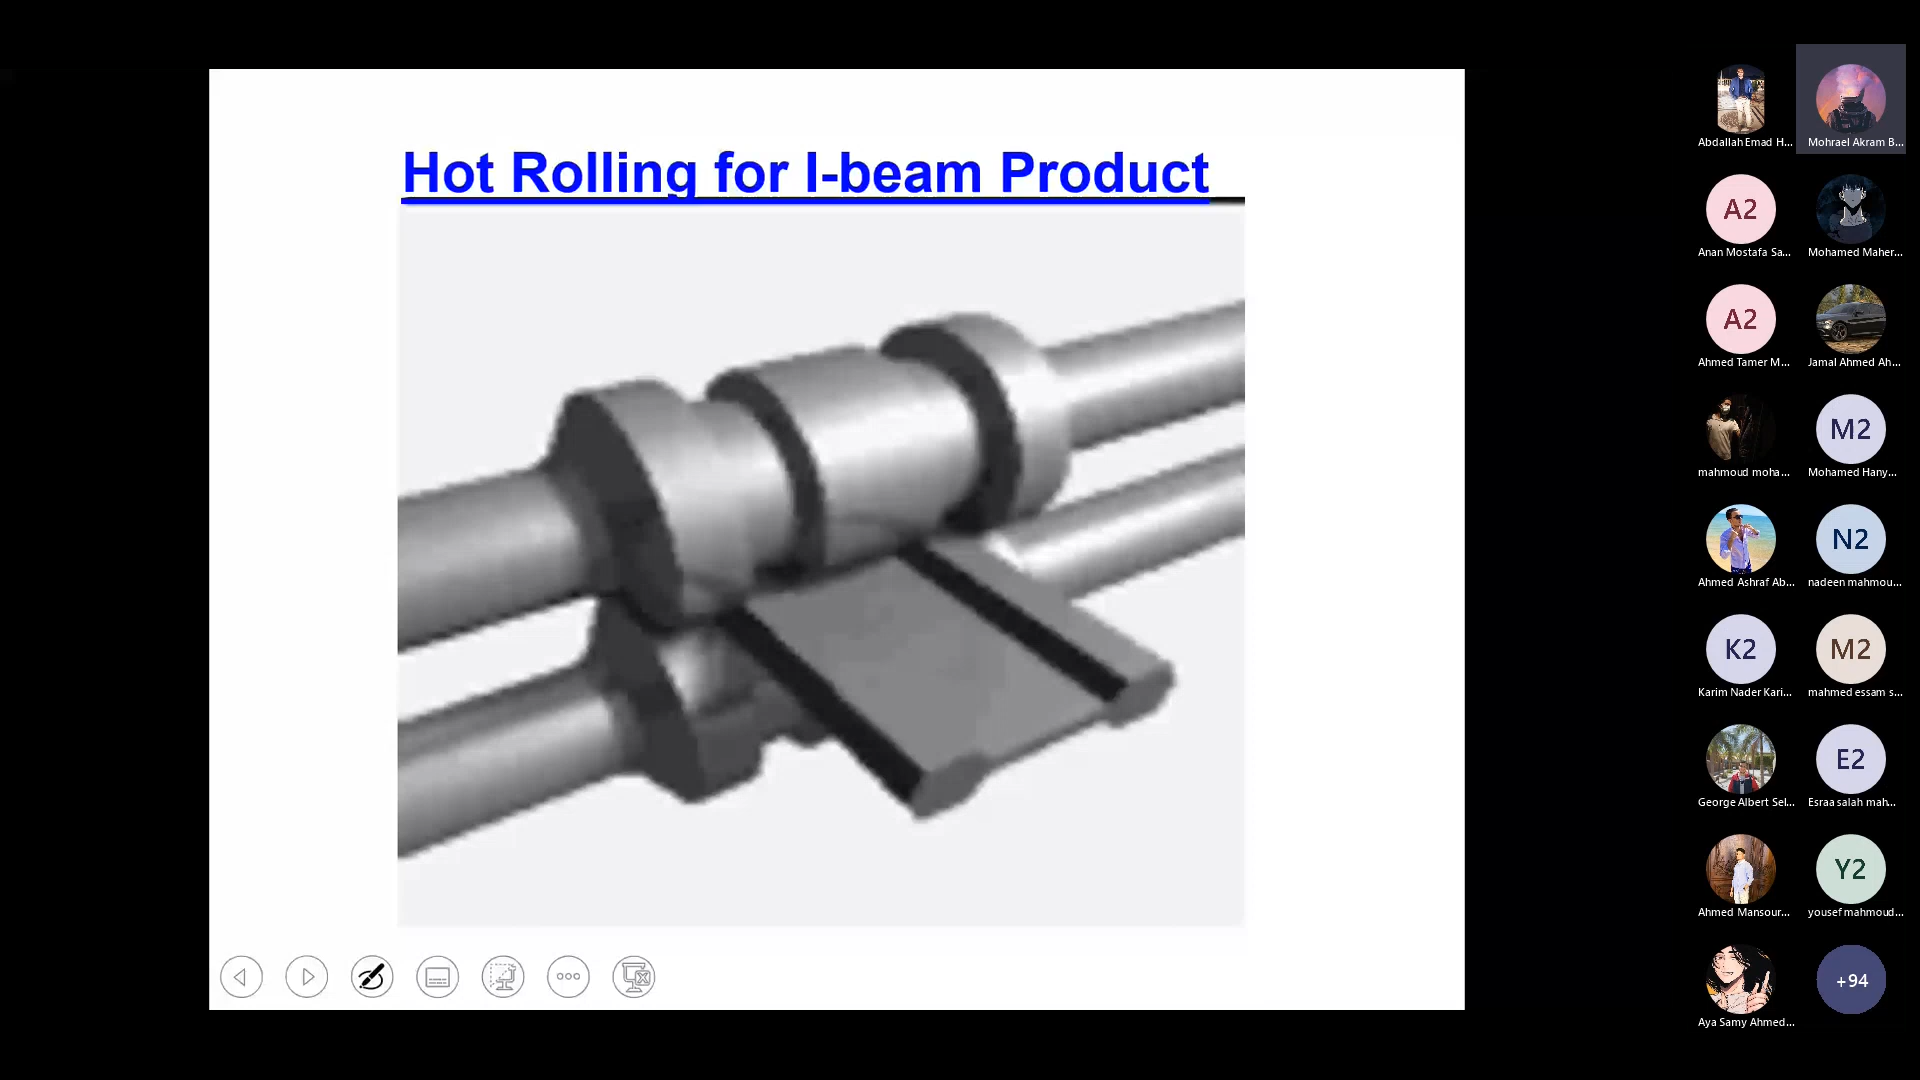 Hot Rolling for I-beam Product
Abdallah Emad H...
Mohrael Akram B...
A2
Anan Mostafa Sa...
Mohamed Maher...
A2
Ahmed Tamer M...
Jamal Ahmed Ah...
mahmoud moha...
M2
Mohamed Hany...
Ahmed Ashraf Ab...
N2
nadeen mahmou...
K2
Karim Nader Kari...
M2
mahmed essam s...
George Albert Sel...
E2
Esraa salah mah...
Ahmed Mansour...
Y2
yousef mahmoud...
Aya Samy Ahmed...
+94